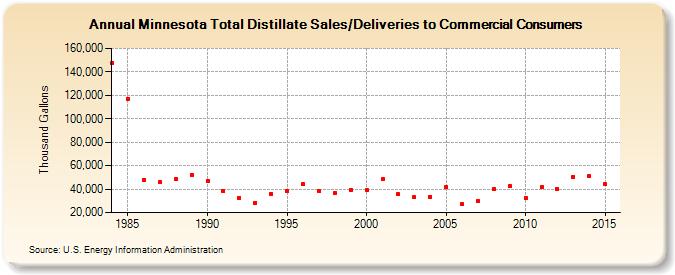 Annual Minnesota Total Distillate Sales/Deliveries to Commercial Consumers
Thousand Gallons
160,000
140,000
120,000
100,000
80,000
60,000
40,000
20,000
1985 1990 1995 2000 2005 2010 2015
Source: U.S. Energy Information Administration